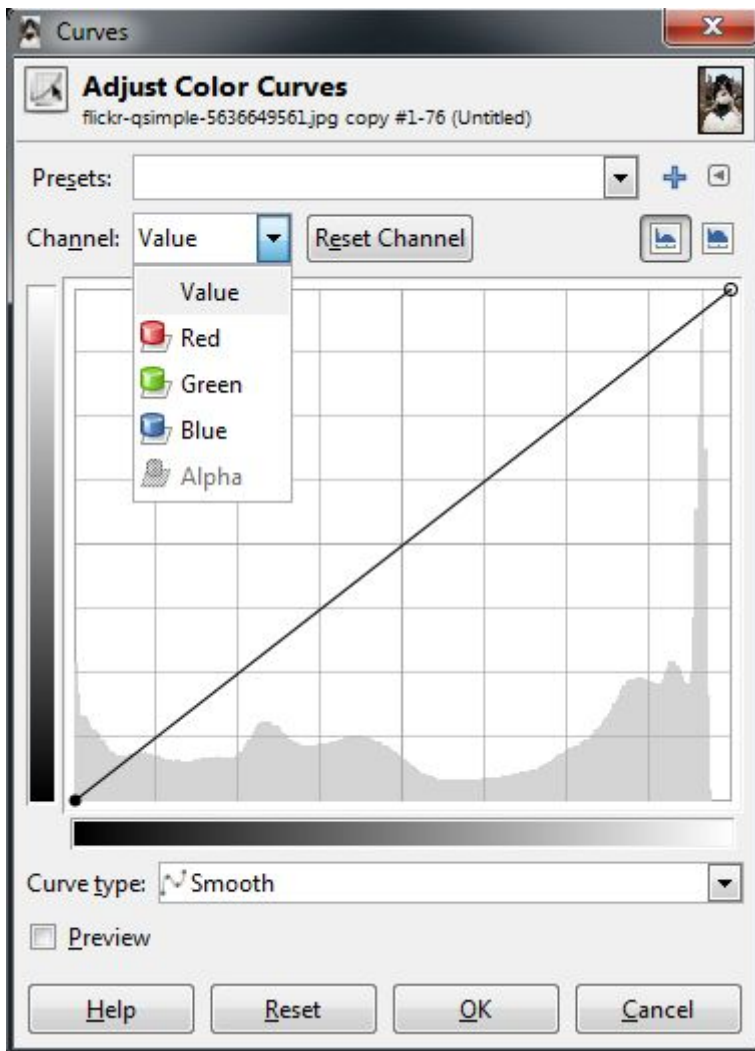 Curves
Adjust Color Curves
flickr-qsimple-5636649561.jpg copy #1-76 (Untitled)
Presets:
Channel: Value Reset Channel
Value
Red
Green
Blue
Alpha
Curve type: Smooth
Preview
Help Reset OK Cancel